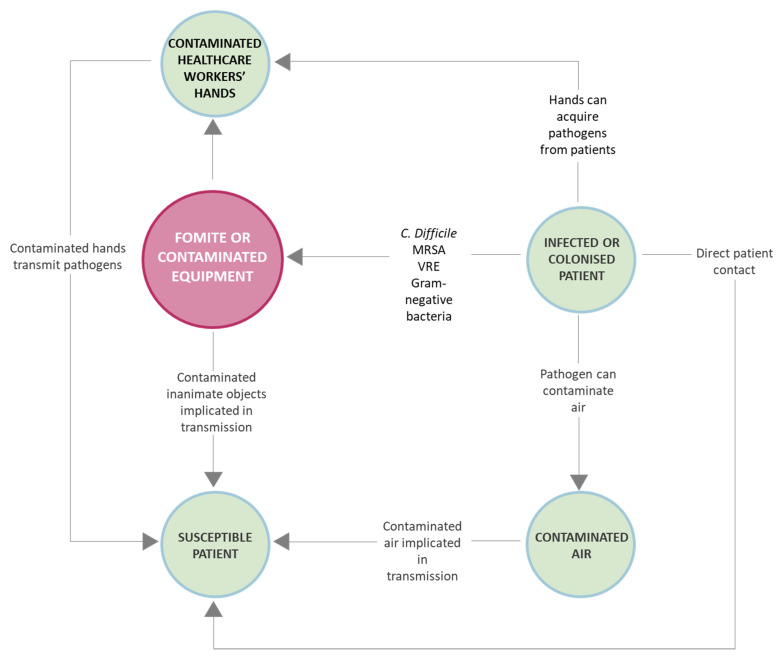 CONTAMINATED
HEALTHCARE
WORKERS’
HANDS
Hands can
acquire
pathogens
from patients
Contaminated hands
transmit pathogens
FOMITE OR
CONTAMINATED
EQUIPMENT
C. Difficile
MRSA
VRE
Gram-
negative
bacteria
INFECTED OR
COLONISED
PATIENT
Direct patient
contact
Contaminated
inanimate objects
implicated in
transmission
Pathogen can
contaminate
air
SUSCEPTIBLE
PATIENT
Contaminated
air implicated
in
transmission
CONTAMINATED
AIR